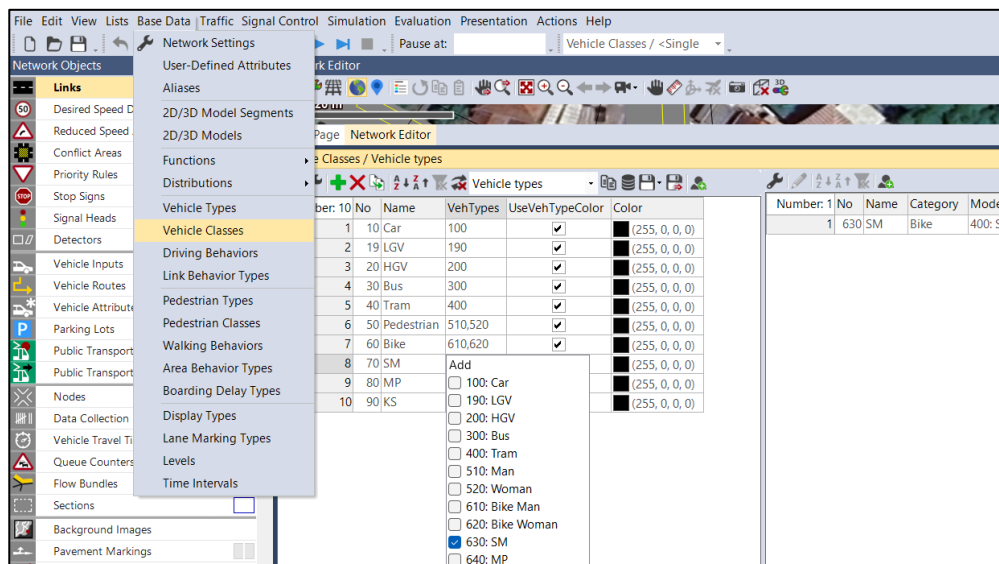 File Edit View Lists Base Data Traffic Signal Control Simulation Evaluation Presentation Actions Help
Pause at:
Vehicle Classes / <Single
Network Objects
Links
50
Desired Speed D
Reduced Speed
Conflict Areas
Priority Rules
STOP
Stop Signs
Signal Heads
Detectors
Vehicle Inputs
Vehicle Routes
Vehicle Attribute
P
Parking Lots
Public Transport
Public Transport
Nodes
Data Collection
Vehicle Travel Ti
Queue Counters
Flow Bundles
Sections
Background Images
Pavement Markings
Network Settings
User-Defined Attributes
Aliases
2D/3D Model Segments
2D/3D Models
Functions
Distributions
Vehicle Types
Vehicle Classes
Driving Behaviors
Link Behavior Types
Pedestrian Types
Pedestrian Classes
Walking Behaviors
Area Behavior Types
Boarding Delay Types
Display Types
Lane Marking Types
Levels
Time Intervals
rk Editor
3D
20 m
Page Network Editor
e Classes / Vehicle types
Vehicle types
ber: 10 No Name VehTypes UseVehTypeColor Color
1 10 Car 100 (255, 0, 0, 0)
2 19 LGV 190 (255, 0, 0, 0)
3 20 HGV 200 (255, 0, 0, 0)
4 30 Bus 300 (255, 0, 0, 0)
5 40 Tram 400 (255, 0, 0, 0)
6 50 Pedestrian 510,520 (255, 0, 0, 0)
7 60 Bike 610,620 (255, 0, 0, 0)
8 70 SM (255, 0, 0, 0)
9 80 MP (255, 0, 0, 0)
10 90 KS (255, 0, 0, 0)
Add
100: Car
190: LGV
200: HGV
300: Bus
400: Tram
510: Man
520: Woman
610: Bike Man
620: Bike Woman
630: SM
640: MP
Number: 1 No Name Category Mode
1 630 SM Bike 400: S